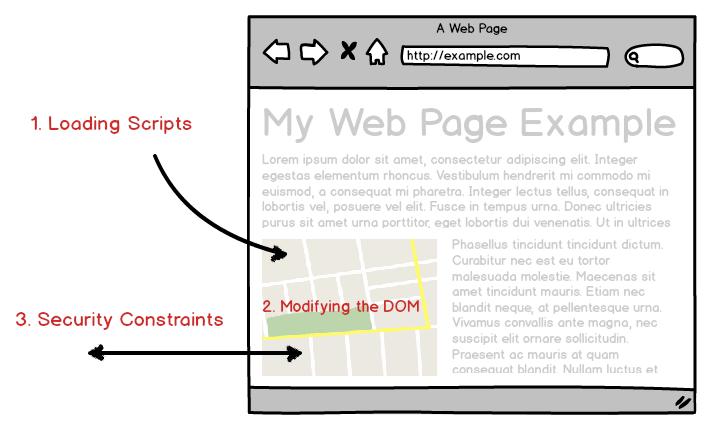 A Web Page
http://example.com
1. Loading Scripts
My Web Page Example
Lorem ipsum dolor sit amet, consectetur adipiscing elit. Integer
egestas elementum rhoncus. Vestibulum hendrerit mi commodo mi
euismod, a consequat mi pharetra. Integer lectus tellus, consequat in
lobortis vel, posuere vel elit. Fusce in tempus urna. Donec ultricies
purus sit amet urna porttitor, eget lobortis dui venenatis. Ut in ultrices
Phasellus tincidunt tincidunt dictum.
Curabitur nec est eu tortor
malesuada molestie. Maecenas sit
amet tincidunt mauris. Etiam nec
blandit neque, at pellentesque urna.
Vivamus convallis ante magna, nec
suscipit elit ornare sollicitudin.
Praesent ac mauris at quam
consequat blandit. Nullam luctus et
2. Modifying the DOM
3. Security Constraints